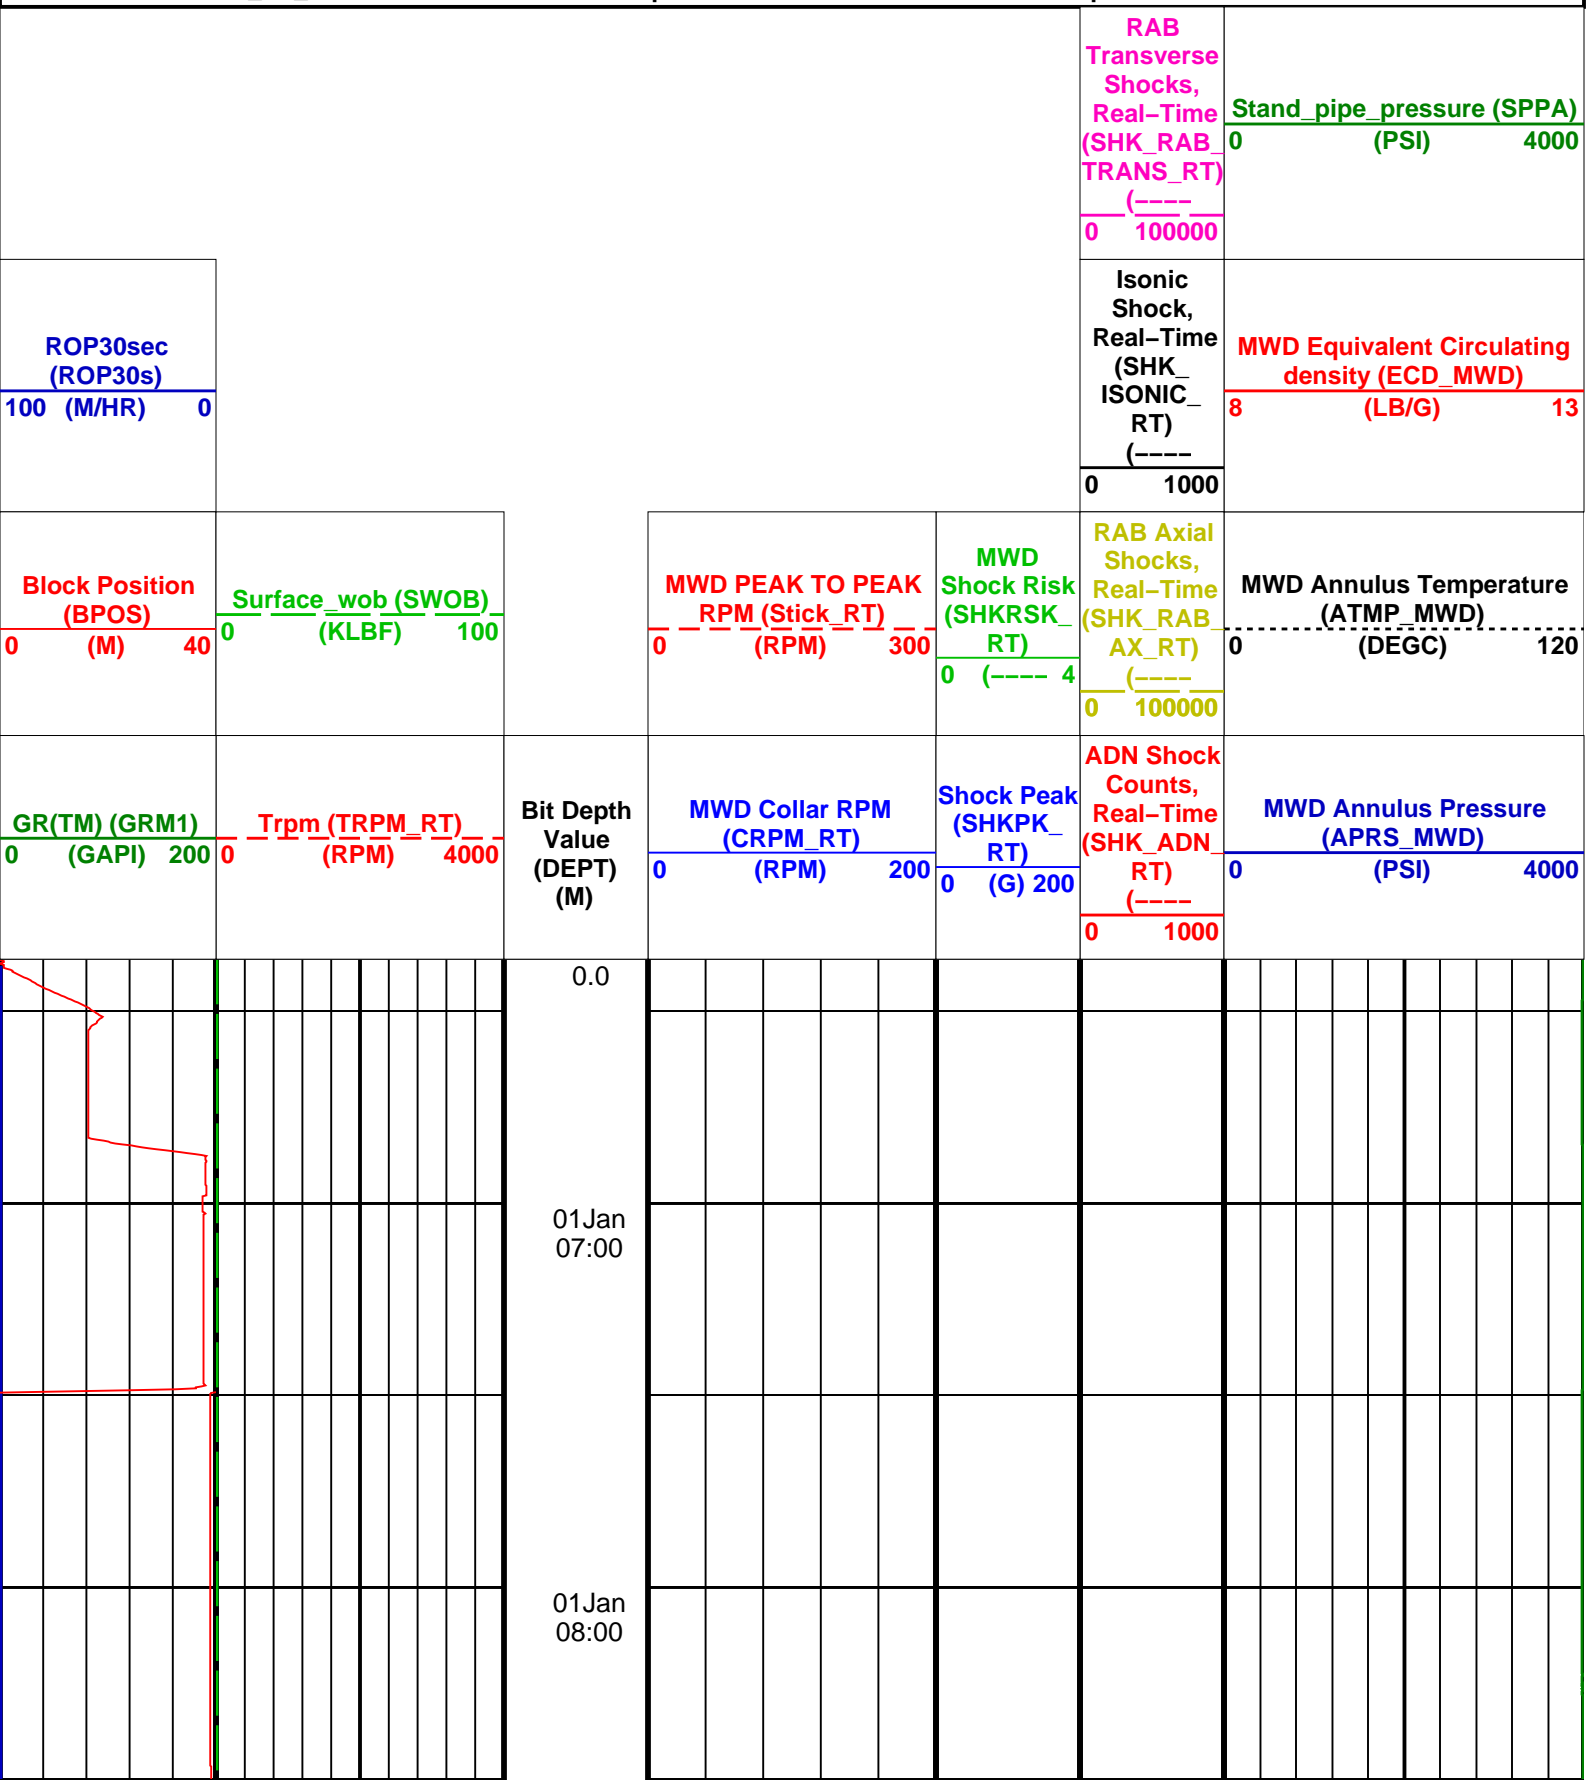 RAB
Transverse
Shocks,
Real–Time
(SHK_RAB_
TRANS_RT)
(––––
0 100000
Stand_pipe_pressure (SPPA)
0 (PSI) 4000
ROP30sec
(ROP30s)
100 (M/HR) 0
Isonic
Shock,
Real–Time
(SHK_
ISONIC_
RT)
(––––
0 1000
MWD Equivalent Circulating
density (ECD_MWD)
8 (LB/G) 13
Block Position
(BPOS)
0 (M) 40
Surface_wob (SWOB)
0 (KLBF) 100
MWD PEAK TO PEAK
RPM (Stick_RT)
0 (RPM) 300
MWD
Shock Risk
(SHKRSK_
RT)
0 (–––– 4
RAB Axial
Shocks,
Real–Time
(SHK_RAB_
AX_RT)
(––––
0 100000
MWD Annulus Temperature
(ATMP_MWD)
0 (DEGC) 120
GR(TM) (GRM1)
0 (GAPI) 200
Trpm (TRPM_RT)
0 (RPM) 4000
Bit Depth
Value
(DEPT)
(M)
MWD Collar RPM
(CRPM_RT)
0 (RPM) 200
Shock Peak
(SHKPK_
RT)
0 (G) 200
ADN Shock
Counts,
Real–Time
(SHK_ADN_
RT)
(––––
0 1000
MWD Annulus Pressure
(APRS_MWD)
0 (PSI) 4000
0.0
01Jan
07:00
01Jan
08:00